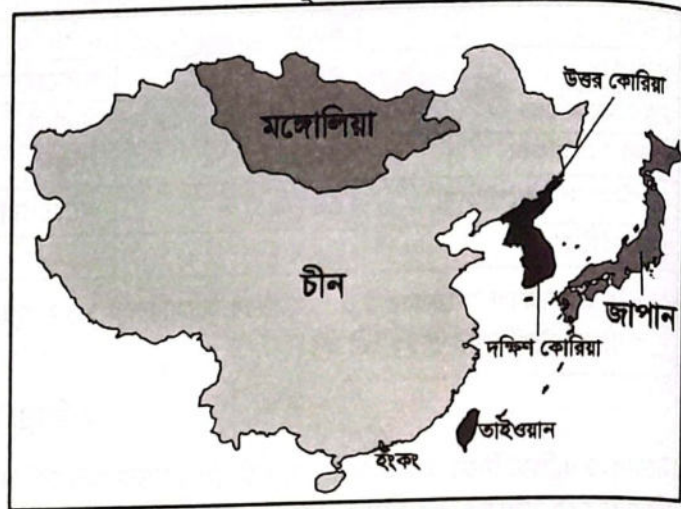 উত্তর কোরিয়া
মঙ্গোলিয়া
চীন
জাপান
দক্ষিণ কোরিয়া
তাইওয়ান
হংকং